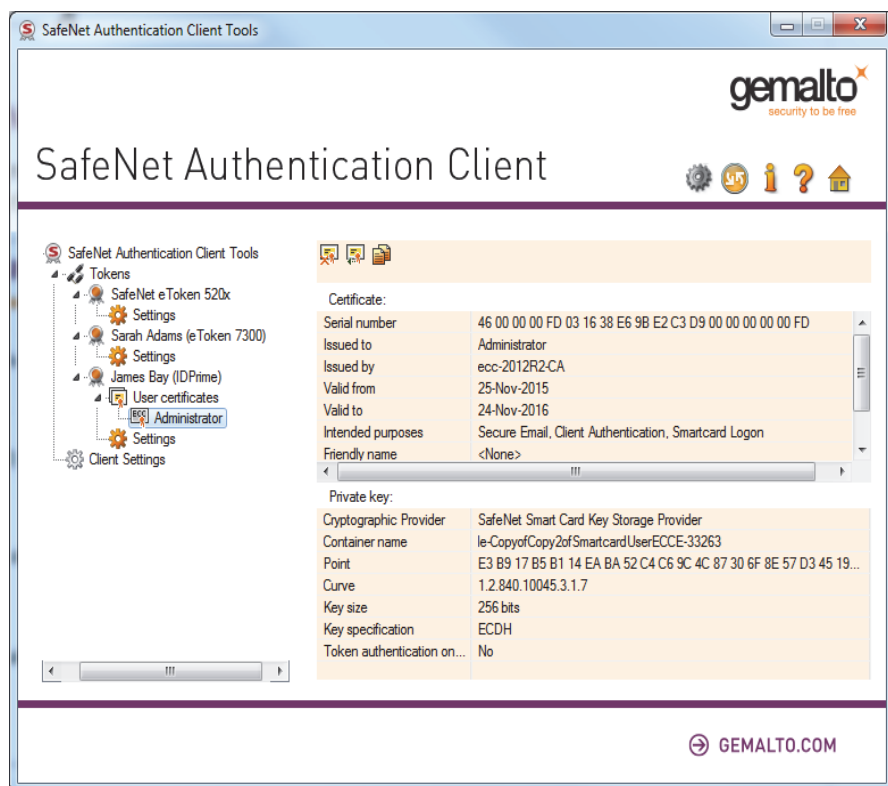 SafeNet Authentication Client Tools
gemalto
security to be free
SafeNet Authentication Client
SafeNet Authentication Client Tools
Tokens
SafeNet eToken 520x
Settings
Sarah Adams (eToken 7300)
Settings
James Bay (IDPrime)
User certificates
ECC Administrator
Settings
Client Settings
Certificate:
Serial number 46 00 00 00 FD 03 16 38 E6 9B E2 C3 D9 00 00 00 00 00 FD
Issued to Administrator
Issued by ecc-2012R2-CA
Valid from 25-Nov-2015
Valid to 24-Nov-2016
Intended purposes Secure Email, Client Authentication, Smartcard Logon
Friendly name <None>
Private key:
Cryptographic Provider SafeNet Smart Card Key Storage Provider
Container name le-CopyofCopy2ofSmartcardUserECCE-33263
Point E3 B9 17 B5 B1 14 EA BA 52 C4 C6 9C 4C 87 30 6F 8E 57 D3 45 19...
Curve 1.2.840.10045.3.1.7
Key size 256 bits
Key specification ECDH
Token authentication on... No
GEMALTO.COM